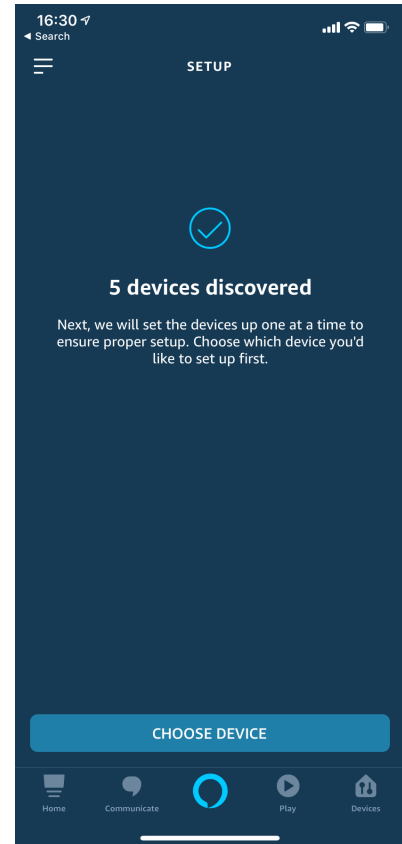 16:30
Search
SETUP
5 devices discovered
Next, we will set the devices up one at a time to
ensure proper setup. Choose which device you'd
like to set up first.
CHOOSE DEVICE
Home Communicate Play Devices